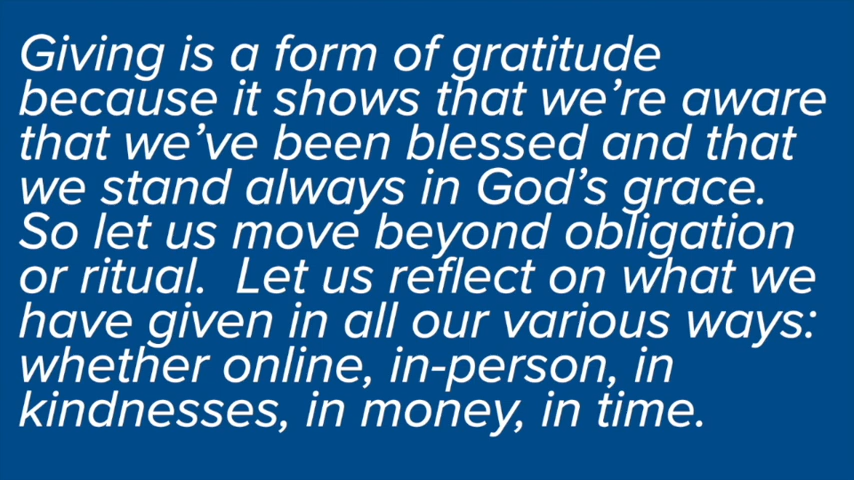 Giving is a form of gratitude
because it shows that we’re aware
that we’ve been blessed and that
we stand always in God’s grace.
So let us move beyond obligation
or ritual.  Let us reflect on what we
have given in all our various ways:
whether online, in-person, in
kindnesses, in money, in time.